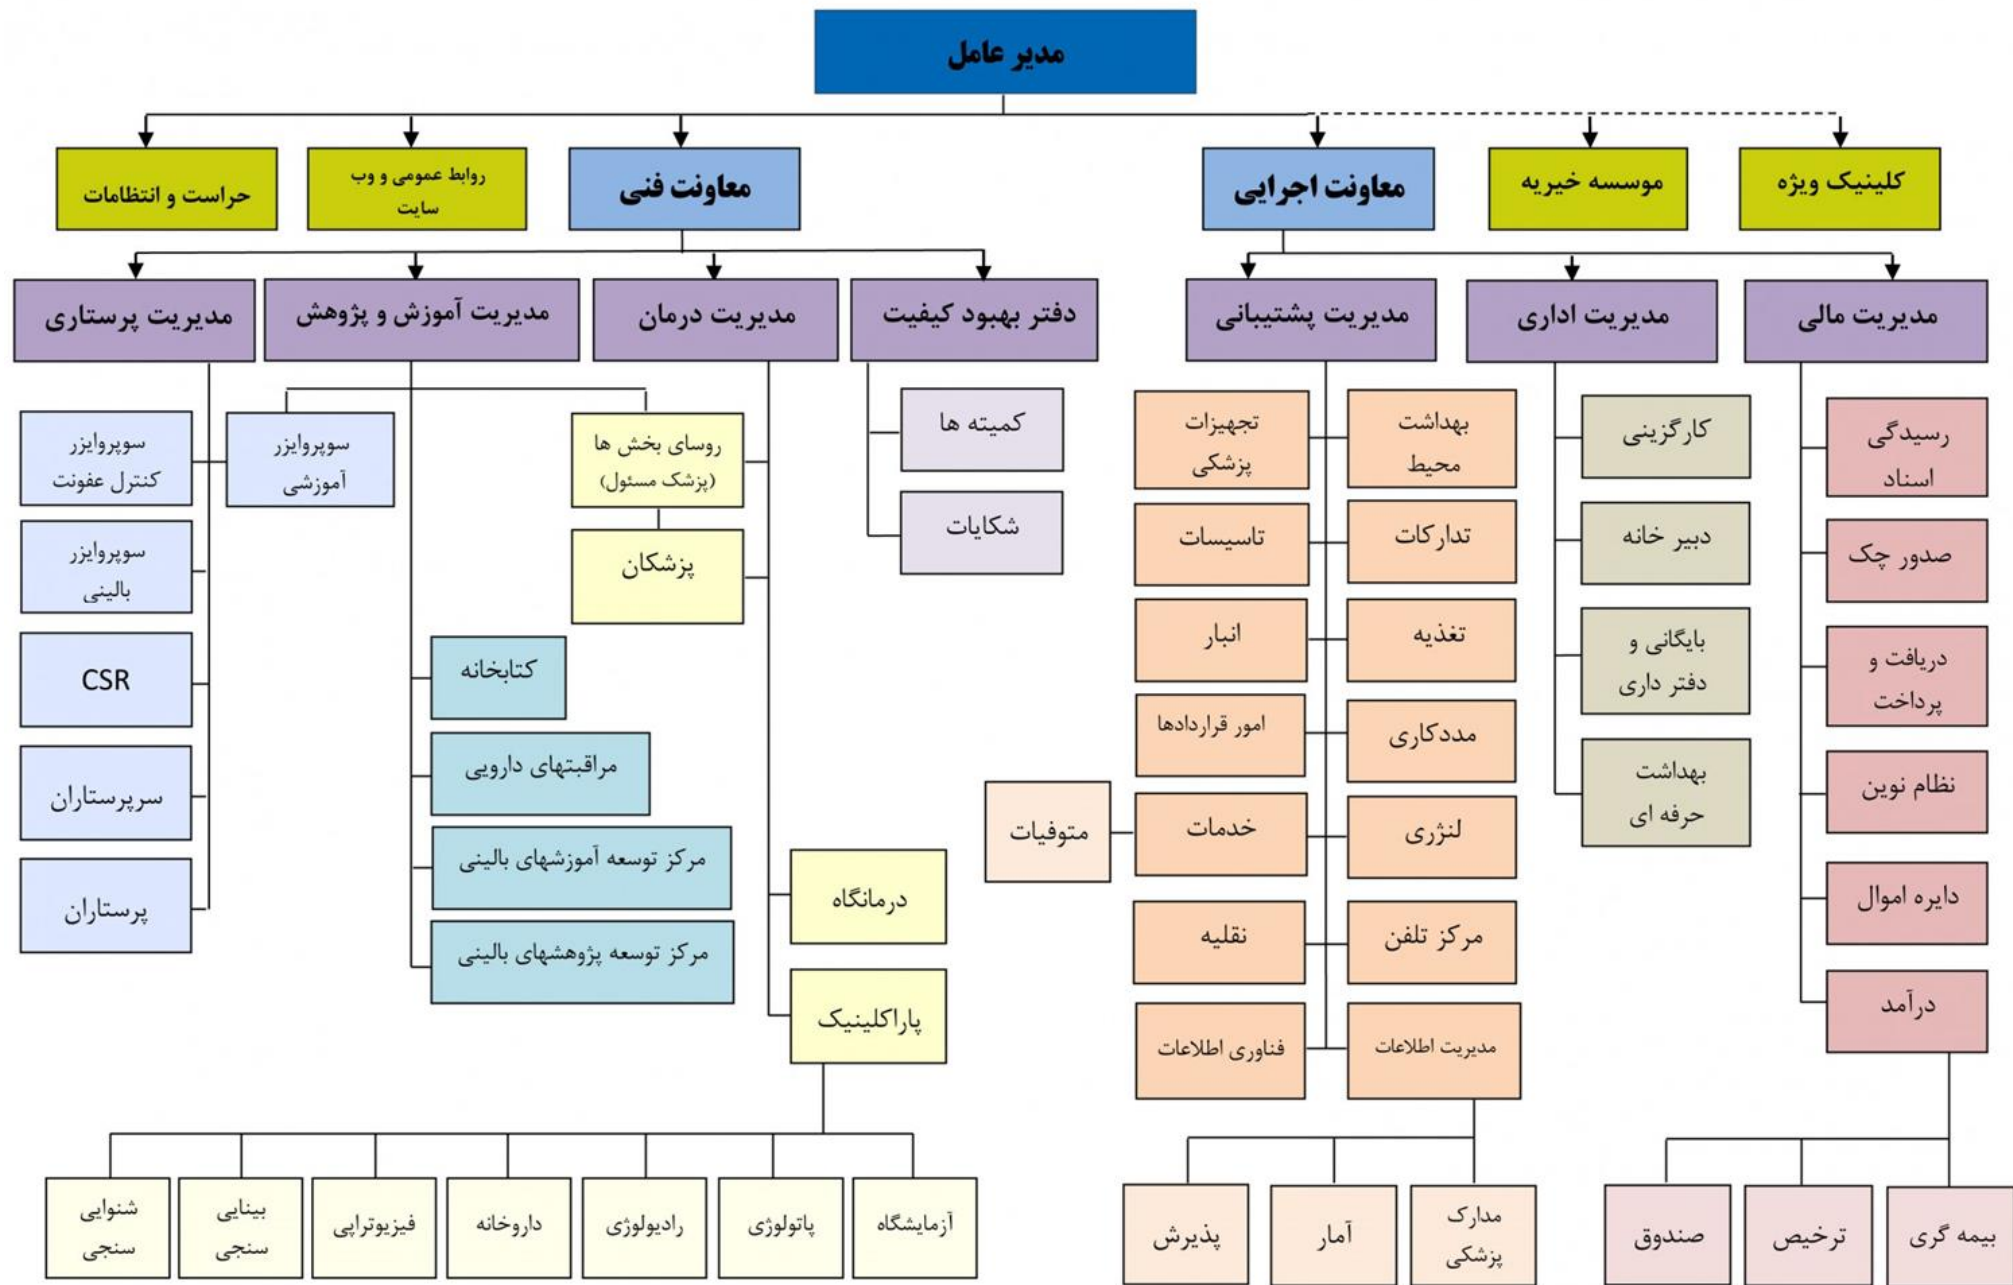 مدیر عامل
کلینیک ویژه
موسسه خیریه
معاونت اجرایی
معاونت فنی
روابط عمومی و وب
سایت
حراست و انتظامات
مدیریت مالی
مدیریت اداری
مدیریت پشتیبانی
دفتر بهبود کیفیت
مدیریت درمان
مدیریت آموزش و پژوهش
مدیریت پرستاری
رسیدگی
اسناد
صدور چک
دریافت و
پرداخت
نظام نوین
دایره اموال
درآمد
بیمه گری
ترخیص
صندوق
کارگزینی
دبیر خانه
بایگانی و
دفتر داری
بهداشت
حرفه ای
بهداشت
محیط
تجهیزات
پزشکی
تدارکات
تاسیسات
تغذیه
انبار
مددکاری
امور قراردادها
لنژری
خدمات
متوفیات
مرکز تلفن
نقلیه
مدیریت اطلاعات
فناوری اطلاعات
مدارک
پزشکی
آمار
پذیرش
کمیته ها
شکایات
روسای بخش ها
(پزشک مسئول)
پزشکان
درمانگاه
پاراکلینیک
آزمایشگاه
پاتولوژی
رادیولوژی
داروخانه
فیزیوتراپی
بینایی
سنجی
شنوایی
سنجی
کتابخانه
مراقبتهای دارویی
مرکز توسعه آموزشهای بالینی
مرکز توسعه پژوهشهای بالینی
سوپروایزر
آموزشی
سوپروایزر
کنترل عفونت
سوپروایزر
بالینی
CSR
سرپرستاران
پرستاران